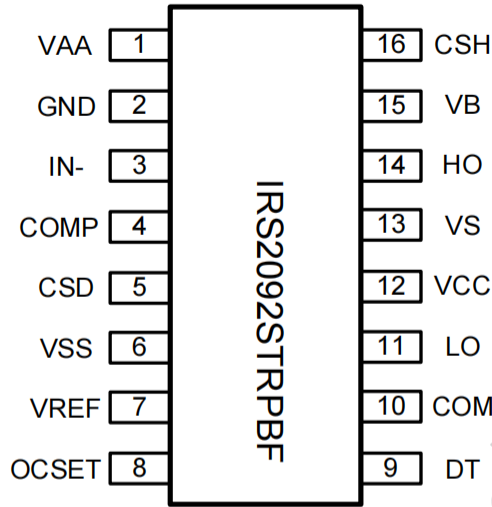 VAA 1 16 CSH
GND 2 15 VB
IN- 3 14 HO
COMP 4 13 VS
CSD 5 12 VCC
VSS 6 11 LO
VREF 7 10 COM
OCSET 8 9 DT
IRS2092STRPBF